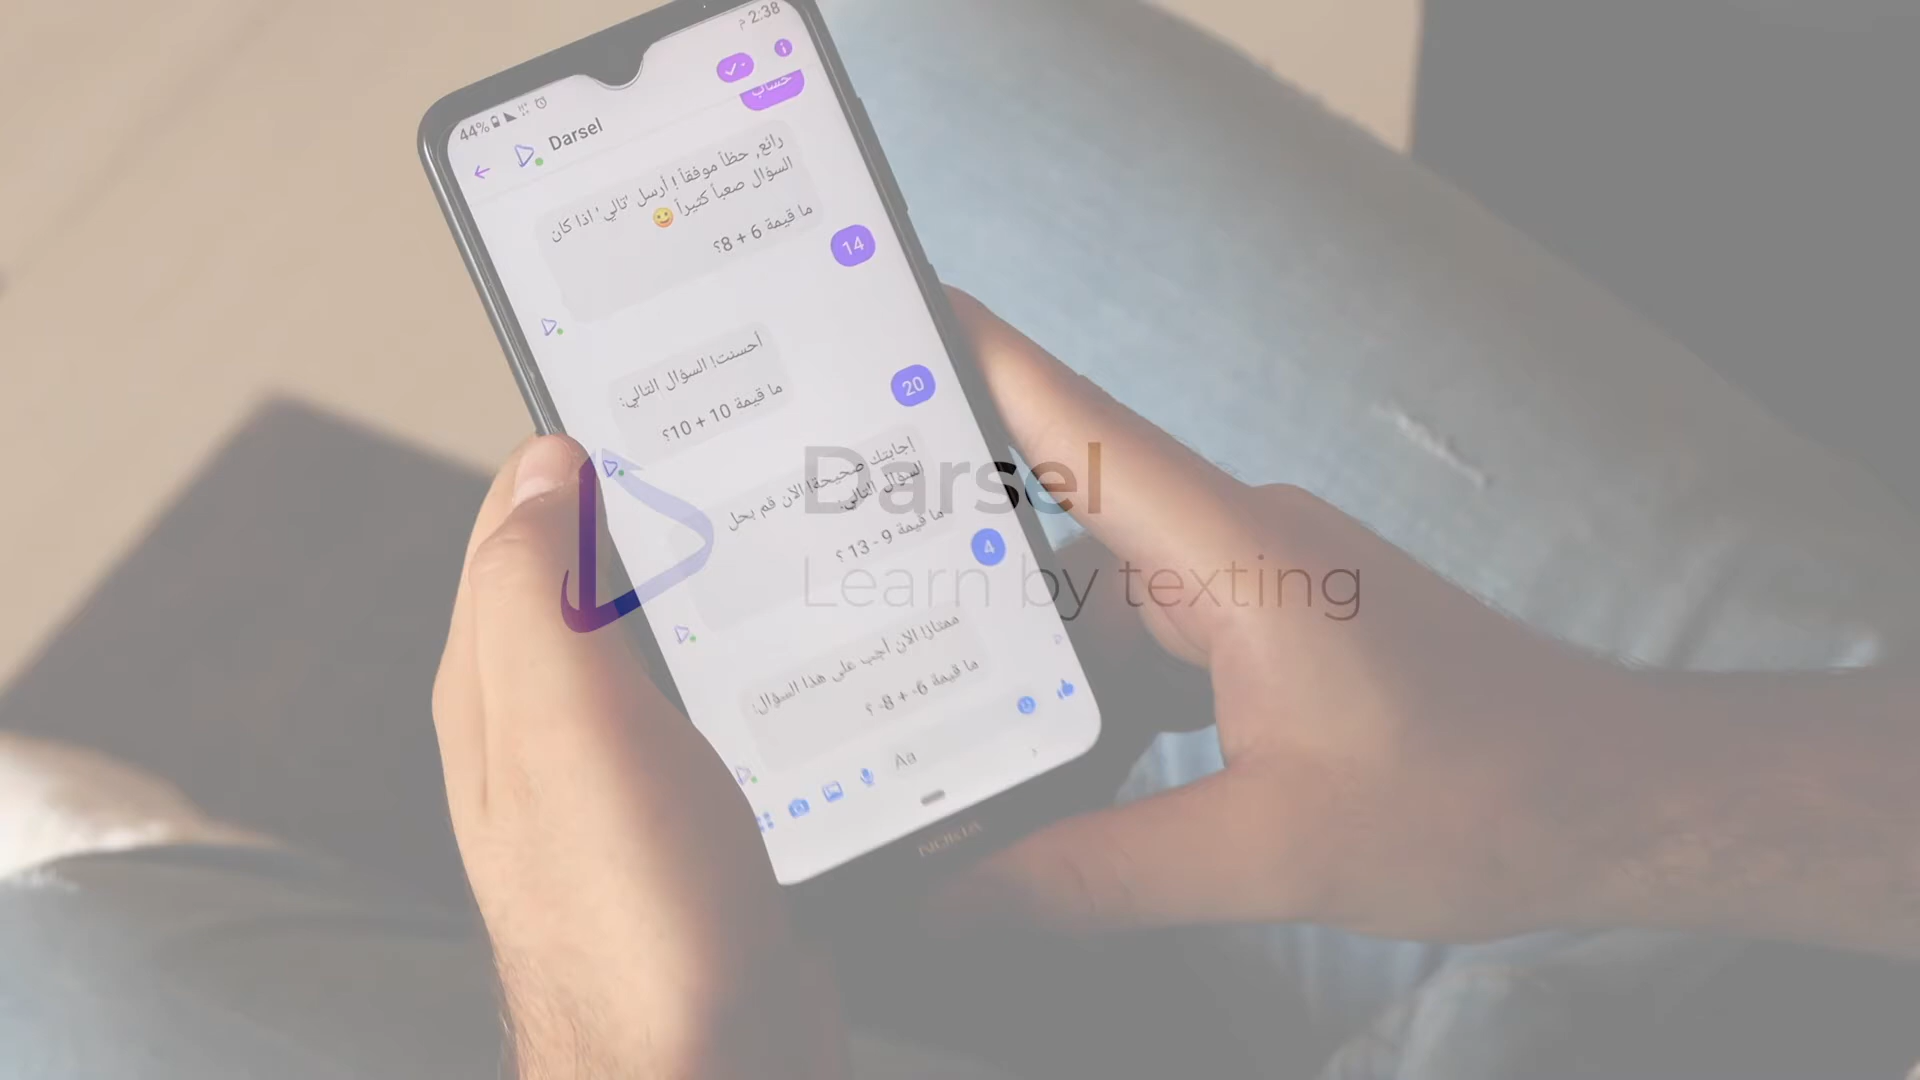 2:38 م
44%
Darsel
حساب
رائع, حظاً موفقاً ! أرسل 'تالي' اذا كان
السؤال صعباً كثيراً 🙂
ما قيمة 6 + 8؟
14
أحسنت! السؤال التالي:
ما قيمة 10 + 10؟
20
إجابتك صحيحة! الآن قم بحل
السؤال التالي:
ما قيمة 9 - 13 ؟
4
ممتاز! الآن أجب على هذا السؤال:
ما قيمة 6- + 8- ؟
Aa
NOKIA
Darsel
Learn by texting